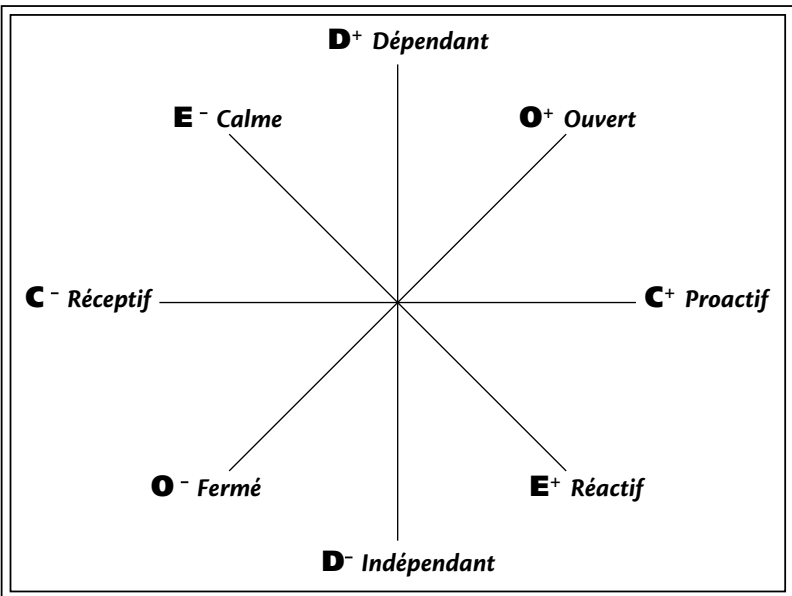 D⁺ Dépendant
E⁻ Calme
O⁺ Ouvert
C⁻ Réceptif
C⁺ Proactif
O⁻ Fermé
E⁺ Réactif
D⁻ Indépendant